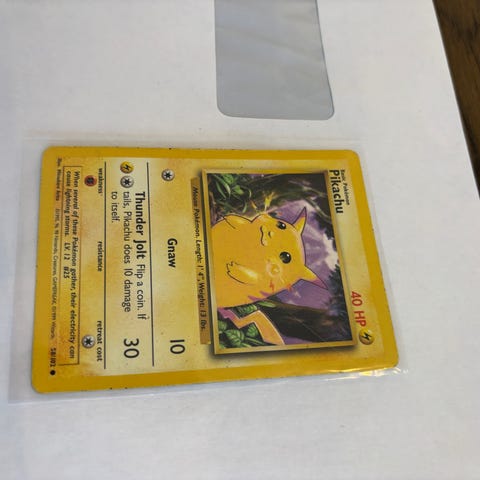 Basic Pokémon
Pikachu
40 HP
Mouse Pokémon. Length: 1' 4", Weight: 13 lbs.
Gnaw 10
Thunder Jolt Flip a coin. If
tails, Pikachu does 10 damage
to itself.
30
weakness resistance retreat cost
When several of these Pokémon gather, their electricity can
cause lightning storms. LV. 12 #25
58/102